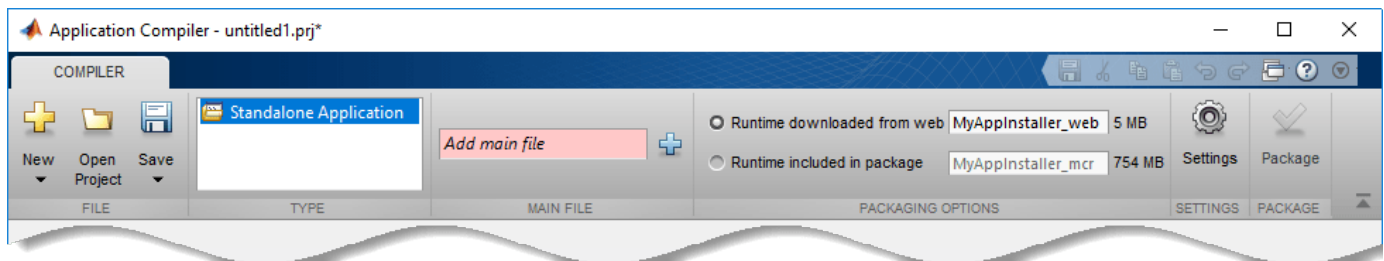 Application Compiler - untitled1.prj*
COMPILER
New
Open Project
Save
FILE
Standalone Application
TYPE
Add main file
MAIN FILE
Runtime downloaded from web MyAppInstaller_web 5 MB
Runtime included in package MyAppInstaller_mcr 754 MB
PACKAGING OPTIONS
Settings
SETTINGS
Package
PACKAGE